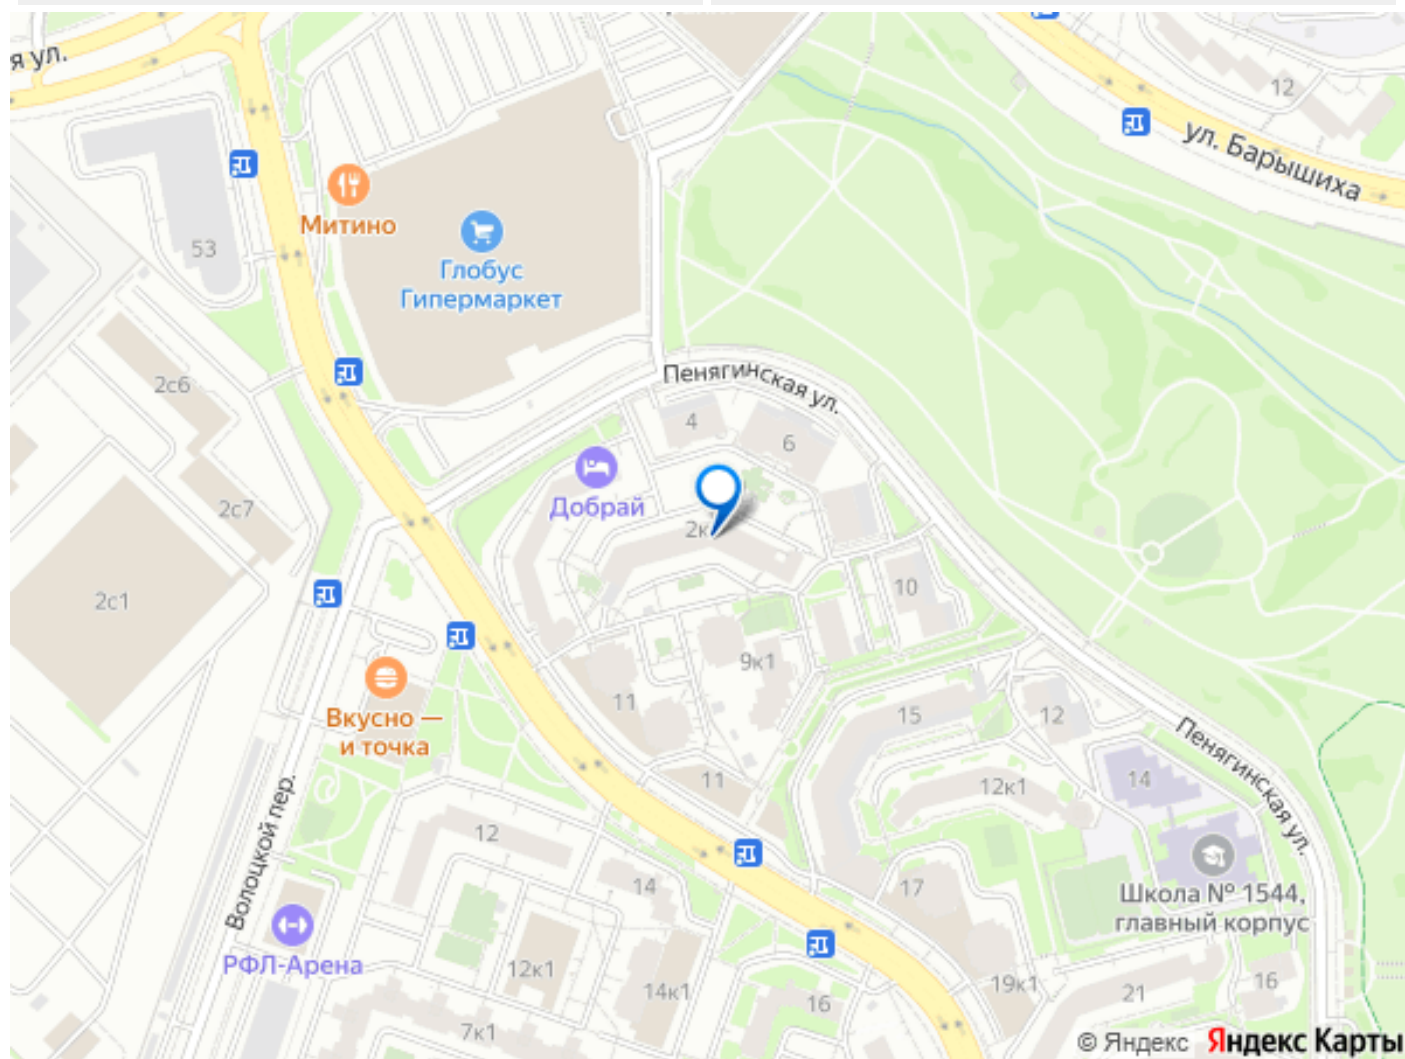 я ул.
12
ул. Барышиха
53
Митино
Глобус
Гипермаркет
2с6
Пенягинская ул.
4
6
Добрай
2с7
2к
2с1
10
9к1
11
15
12
Вкусно —
и точка
Пенягинская ул.
11
14
12к1
Волоцкой пер.
12
14
17
Школа № 1544,
главный корпус
РФЛ-Арена
12к1
14к1
16
19к1
21
16
7к1
© Яндекс Яндекс Карты